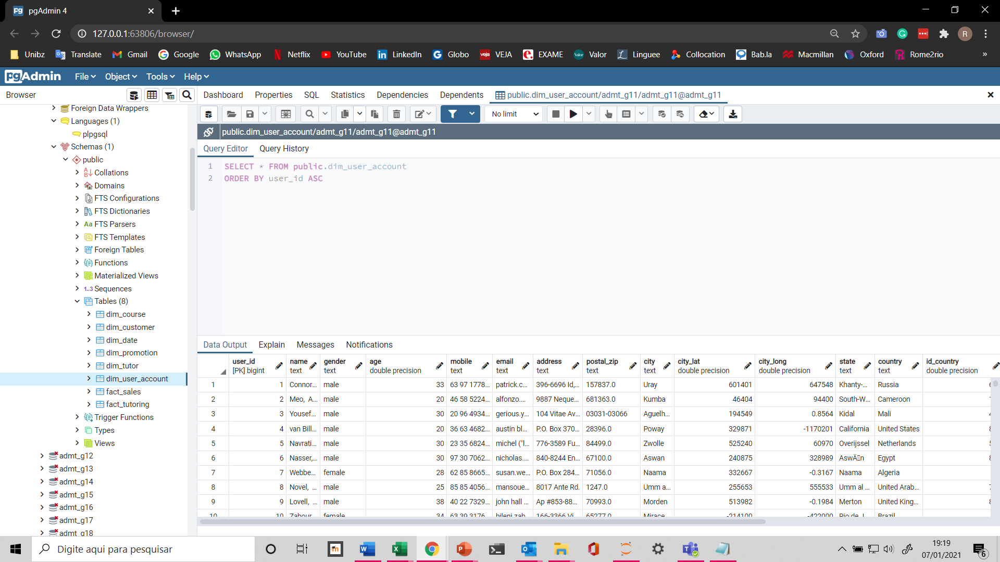 pgAdmin 4
127.0.0.1:63806/browser/
Unibz Translate Gmail Google WhatsApp Netflix YouTube LinkedIn Globo VEJA EXAME Valor Linguee Collocation Bab.la Macmillan Oxford Rome2rio »
pgAdmin File Object Tools Help
Browser
Dashboard Properties SQL Statistics Dependencies Dependents public.dim_user_account/admt_g11/admt_g11@admt_g11
Foreign Data Wrappers
Languages (1)
plpgsql
Schemas (1)
public
Collations
Domains
FTS Configurations
FTS Dictionaries
Aa FTS Parsers
FTS Templates
Foreign Tables
Functions
Materialized Views
1..3 Sequences
Tables (8)
dim_course
dim_customer
dim_date
dim_promotion
dim_tutor
dim_user_account
fact_sales
fact_tutoring
Trigger Functions
Types
Views
admt_g12
admt_g13
admt_g14
admt_g15
admt_g16
admt_g17
admt_g18
No limit
public.dim_user_account/admt_g11/admt_g11@admt_g11
Query Editor Query History
1 SELECT * FROM public.dim_user_account
2 ORDER BY user_id ASC
Data Output Explain Messages Notifications
user_id name gender age mobile email address postal_zip city city_lat city_long state country id_country
[PK] bigint text text double precision text text text text text double precision double precision text text double precision
1 1 Connor... male 33 63 97 1778... patrick.c... 396-6696 Id,... 157837.0 Uray 601401 647548 Khanty-... Russia
2 2 Meo, A... male 20 46 58 5224... alfonzo.... 9887 Neque... 681363.0 Kumba 46404 94400 South-W... Cameroon
3 3 Yousef... male 30 20 96 4934... gerious.y... 104 Vitae Av... 03031-03066 Aguelh... 194549 0.8564 Kidal Mali
4 4 van Bill... male 20 36 63 4682... austin bl... P.O. Box 370... 28396.0 Poway 329871 -1170201 California United States
5 5 Navrati... male 30 23 35 6824... michel ("l... 776-3589 Fu... 84499.0 Zwolle 525240 60970 Overijssel Netherlands
6 6 Nasser,... male 30 97 30 7062... nicholas.... 840-8244 En... 67100.0 Aswan 240875 328989 Egypt
7 7 Webbe... female 28 62 85 8665... susan.we... P.O. Box 284... 71056.0 Naama 332667 -0.3167 Naama Algeria
8 8 Novel, ... male 25 85 85 4056... mansoue... 8017 Ante Rd. 1247.0 Umm a... 255653 555533 Umm al ... United Arab...
9 9 Lovell, ... male 38 40 22 7329... john hall ... Ap #853-88... 70993.0 Morden 513982 -0.1984 Merton United King...
10 10 Zabour female 34 63 39 3176 hileni zab 166-3366 Vi 65277.0 Mirace -214100 -422000 Rio de J Brazil
Digite aqui para pesquisar
19:19
07/01/2021
6